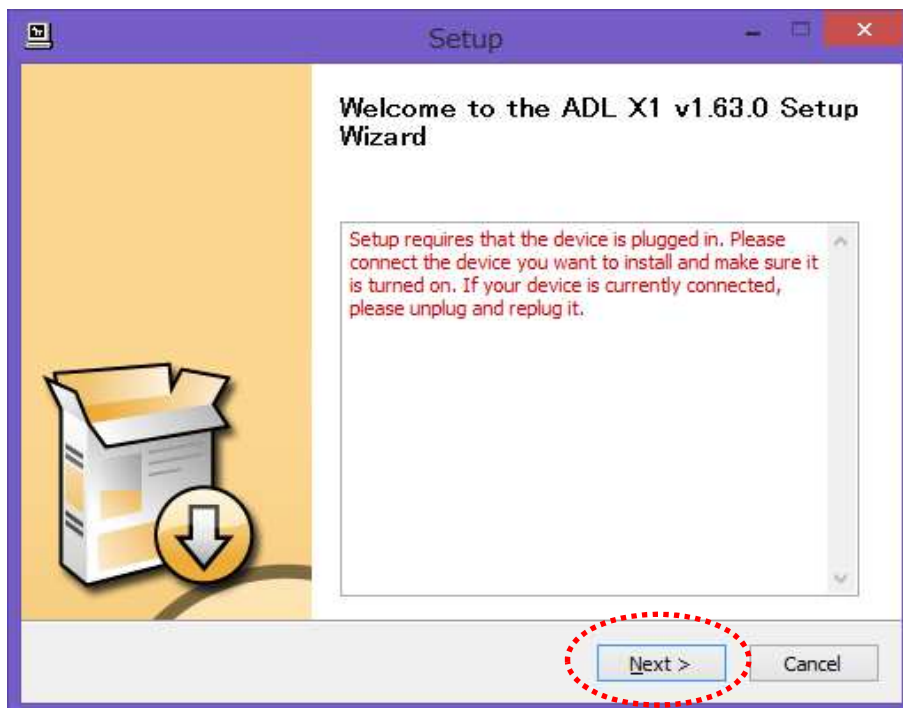 Setup
Welcome to the ADL X1 v1.63.0 Setup
Wizard
Setup requires that the device is plugged in. Please
connect the device you want to install and make sure it
is turned on. If your device is currently connected,
please unplug and replug it.
Next >
Cancel